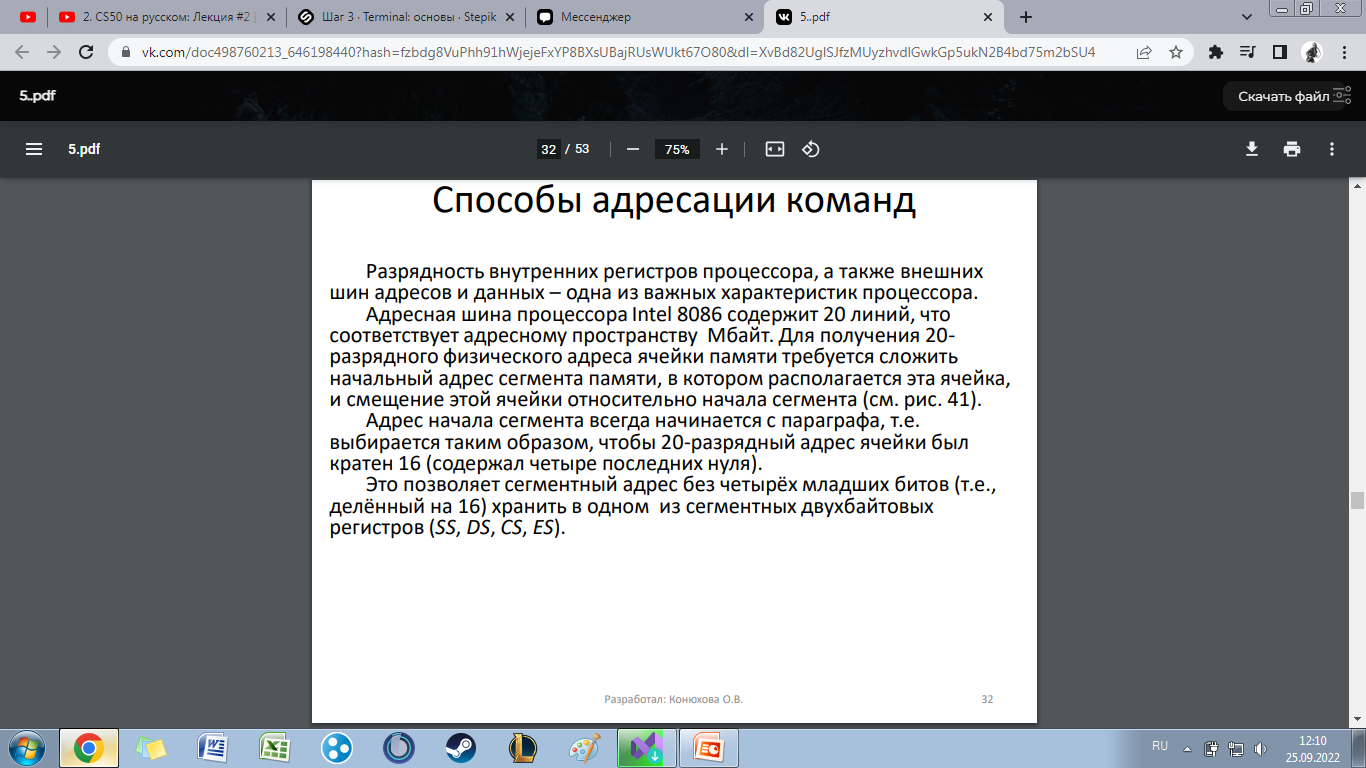 2. CS50 на русском: Лекция #2
Шаг 3 · Terminal: основы · Stepik
Мессенджер
5..pdf
vk.com/doc498760213_646198440?hash=fzbdg8VuPhh91hWjejeFxYP8BXsUBajRUsWUkt67O80&dl=XvBd82UgISJfzMUyzhvdIGwkGp5ukN2B4bd75m2bSU4
5..pdf
Скачать файл
5.pdf
32 / 53
75%
Способы адресации команд
Разрядность внутренних регистров процессора, а также внешних
шин адресов и данных – одна из важных характеристик процессора.
Адресная шина процессора Intel 8086 содержит 20 линий, что
соответствует адресному пространству Мбайт. Для получения 20-
разрядного физического адреса ячейки памяти требуется сложить
начальный адрес сегмента памяти, в котором располагается эта ячейка,
и смещение этой ячейки относительно начала сегмента (см. рис. 41).
Адрес начала сегмента всегда начинается с параграфа, т.е.
выбирается таким образом, чтобы 20-разрядный адрес ячейки был
кратен 16 (содержал четыре последних нуля).
Это позволяет сегментный адрес без четырёх младших битов (т.е.,
делённый на 16) хранить в одном из сегментных двухбайтовых
регистров (SS, DS, CS, ES).
Разработал: Конюхова О.В.
32
RU
12:10
25.09.2022